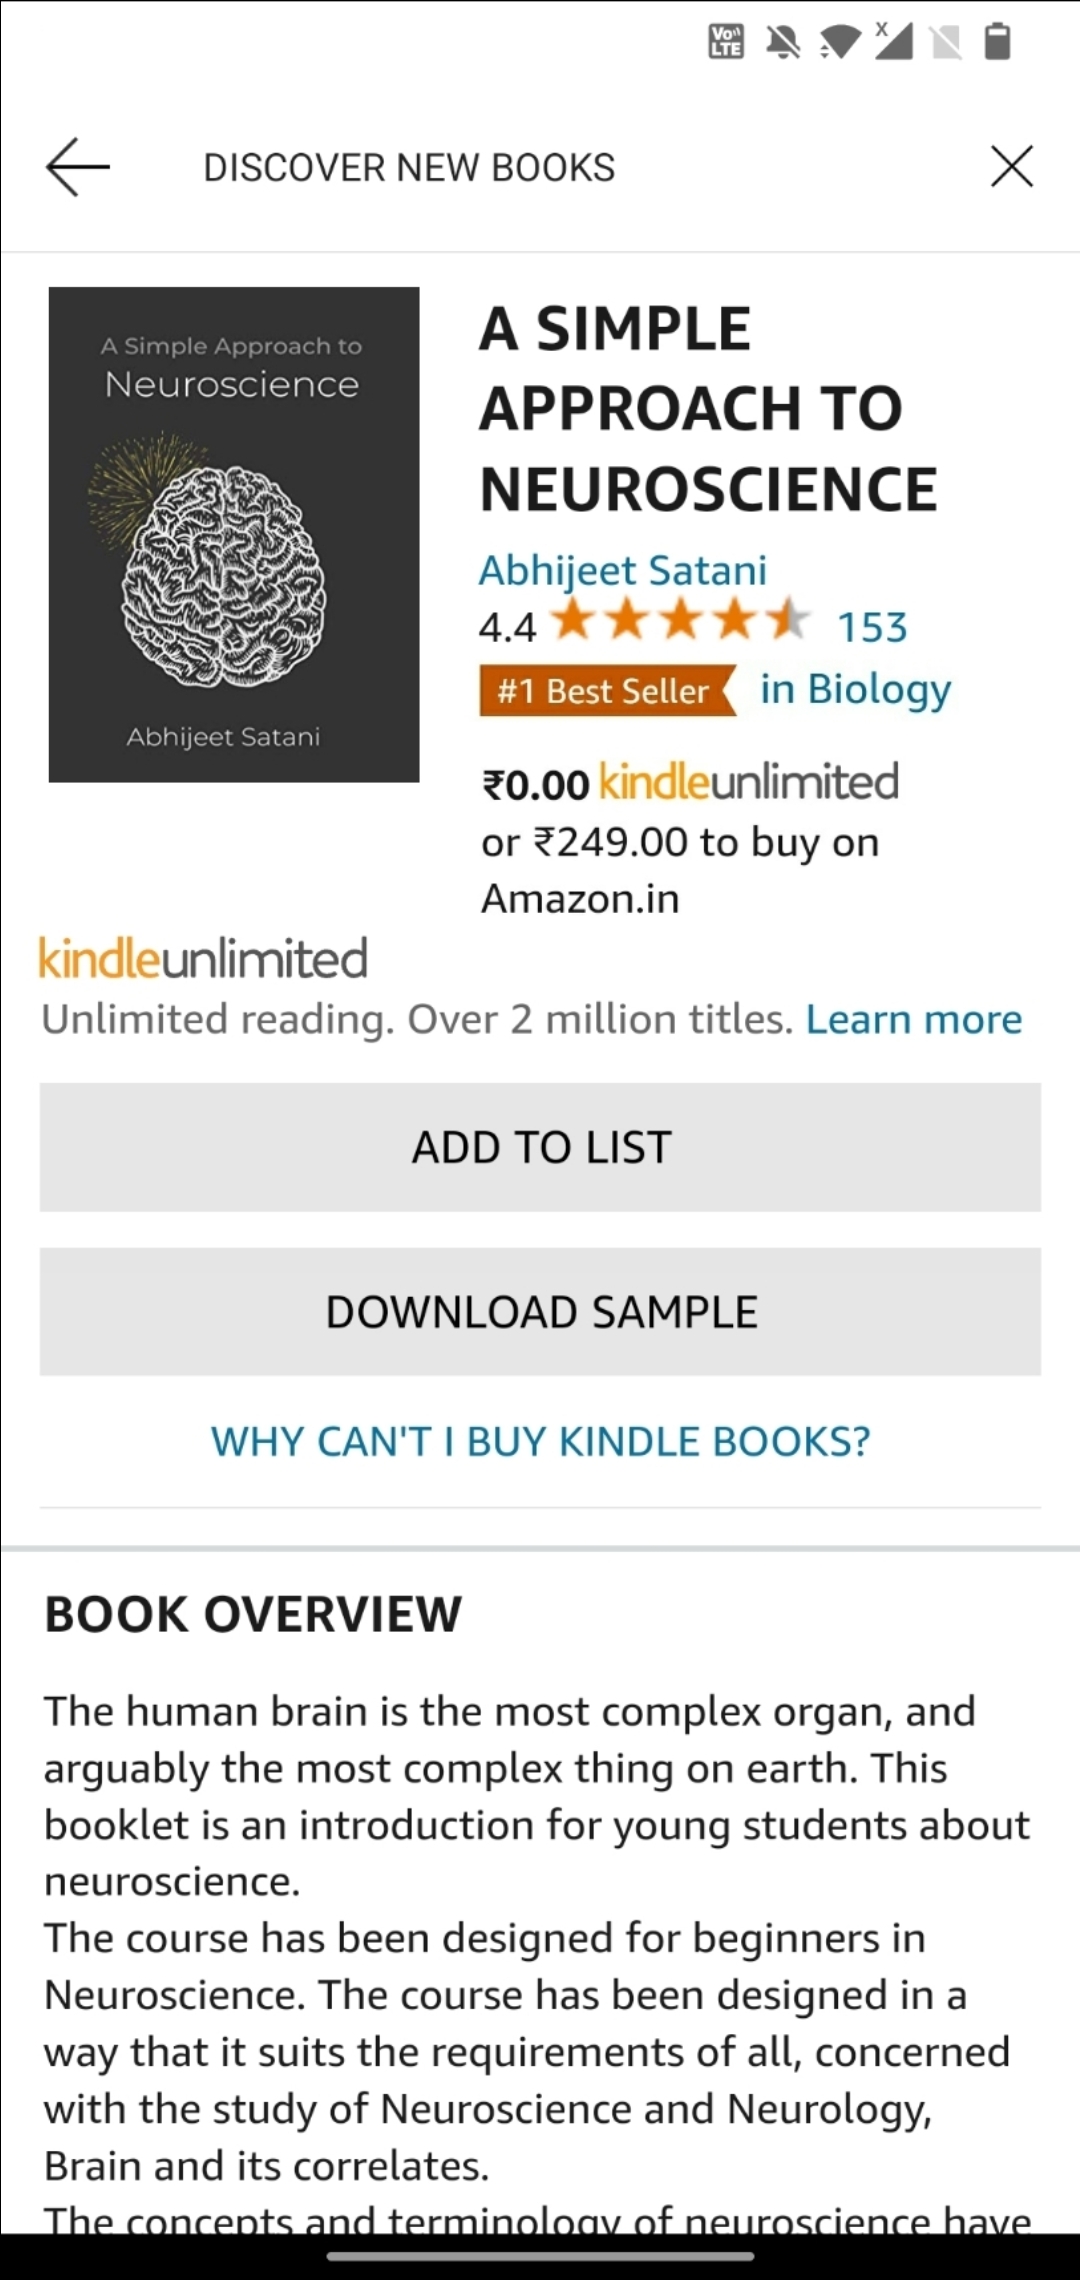 Vo))
LTE
X
DISCOVER NEW BOOKS
A Simple Approach to
Neuroscience
Abhijeet Satani
A SIMPLE
APPROACH TO
NEUROSCIENCE
Abhijeet Satani
4.4 153
#1 Best Seller in Biology
₹0.00 kindleunlimited
or ₹249.00 to buy on
Amazon.in
kindleunlimited
Unlimited reading. Over 2 million titles. Learn more
ADD TO LIST
DOWNLOAD SAMPLE
WHY CAN'T I BUY KINDLE BOOKS?
BOOK OVERVIEW
The human brain is the most complex organ, and
arguably the most complex thing on earth. This
booklet is an introduction for young students about
neuroscience.
The course has been designed for beginners in
Neuroscience. The course has been designed in a
way that it suits the requirements of all, concerned
with the study of Neuroscience and Neurology,
Brain and its correlates.
The concepts and terminology of neuroscience have